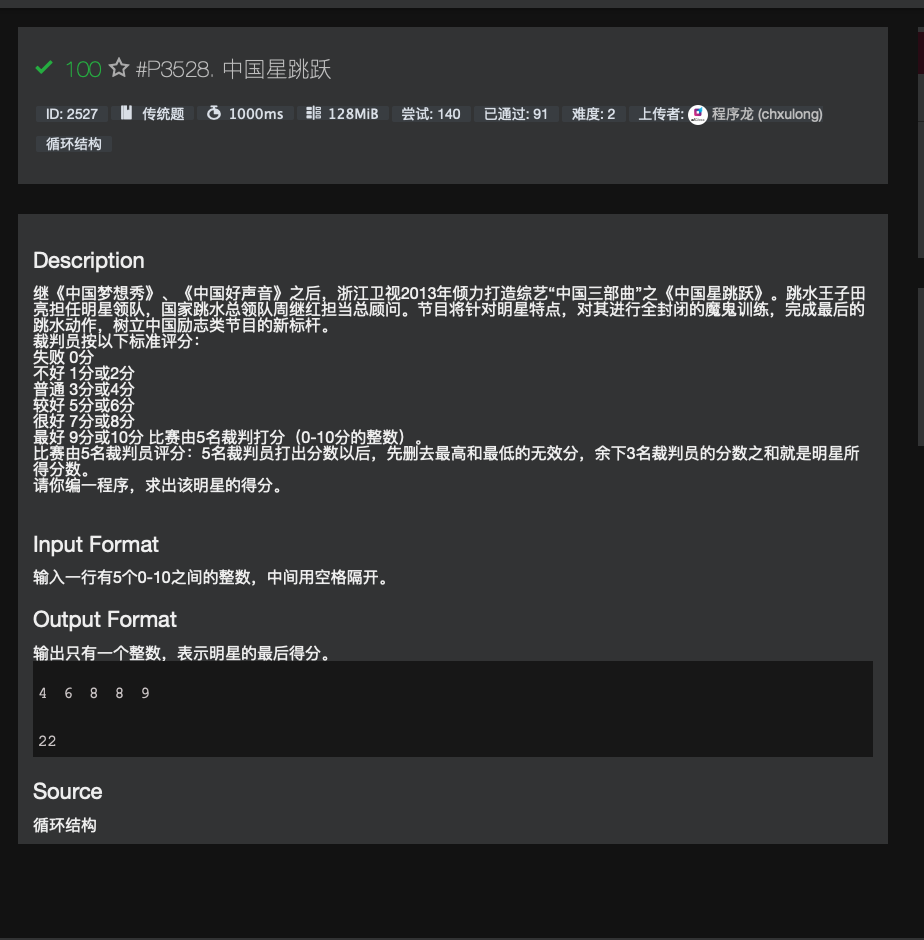 100 #P3528. 中国星跳跃
ID: 2527 传统题 1000ms 128MiB 尝试: 140 已通过: 91 难度: 2 上传者: 程序龙 (chxulong)
循环结构
Description
继《中国梦想秀》、《中国好声音》之后，浙江卫视2013年倾力打造综艺“中国三部曲”之《中国星跳跃》。跳水王子田
亮担任明星领队，国家跳水总领队周继红担当总顾问。节目将针对明星特点，对其进行全封闭的魔鬼训练，完成最后的
跳水动作，树立中国励志类节目的新标杆。
裁判员按以下标准评分：
失败 0分
不好 1分或2分
普通 3分或4分
较好 5分或6分
很好 7分或8分
最好 9分或10分 比赛由5名裁判打分（0-10分的整数）。
比赛由5名裁判员评分：5名裁判员打出分数以后，先删去最高和最低的无效分，余下3名裁判员的分数之和就是明星所
得分数。
请你编一程序，求出该明星的得分。
Input Format
输入一行有5个0-10之间的整数，中间用空格隔开。
Output Format
输出只有一个整数，表示明星的最后得分。
4 6 8 8 9
22
Source
循环结构